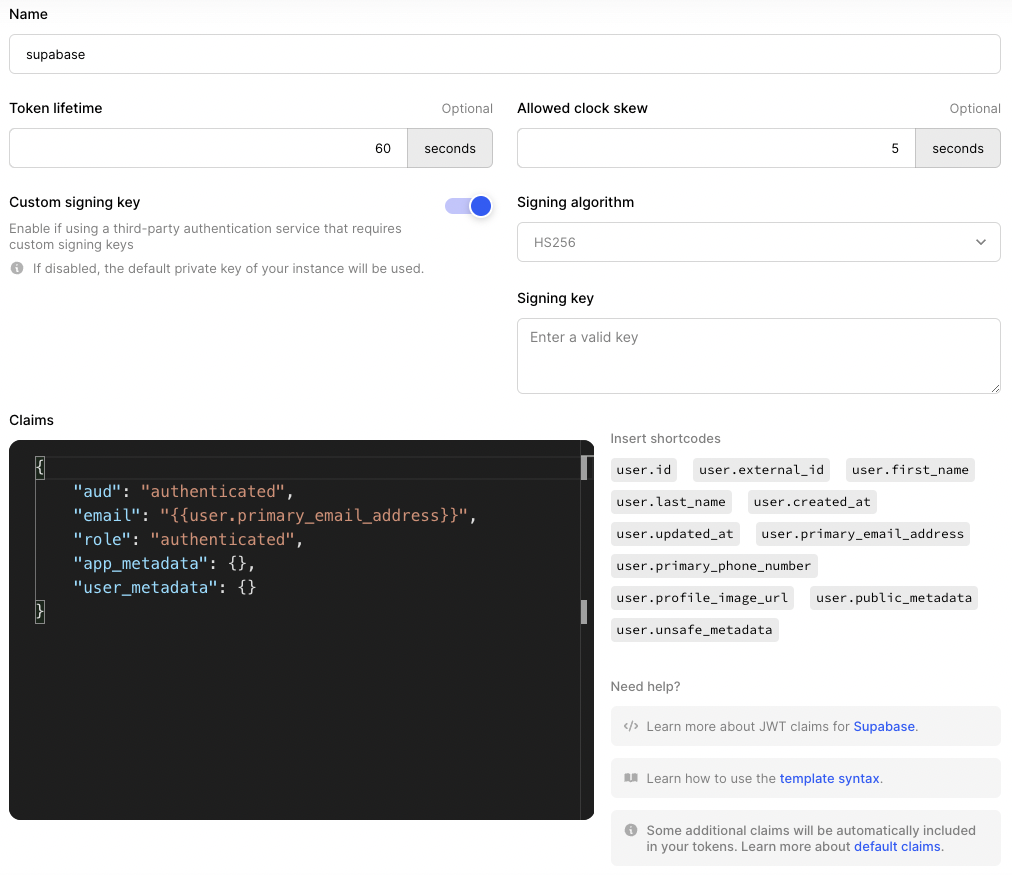 Name
supabase
Token lifetime Optional
60 seconds
Allowed clock skew Optional
5 seconds
Custom signing key
Enable if using a third-party authentication service that requires
custom signing keys
If disabled, the default private key of your instance will be used.
Signing algorithm
HS256
Signing key
Enter a valid key
Claims
{
"aud": "authenticated",
"email": "{{user.primary_email_address}}",
"role": "authenticated",
"app_metadata": {},
"user_metadata": {}
}
Insert shortcodes
user.id user.external_id user.first_name
user.last_name user.created_at
user.updated_at user.primary_email_address
user.primary_phone_number
user.profile_image_url user.public_metadata
user.unsafe_metadata
Need help?
</> Learn more about JWT claims for Supabase.
Learn how to use the template syntax.
Some additional claims will be automatically included
in your tokens. Learn more about default claims.